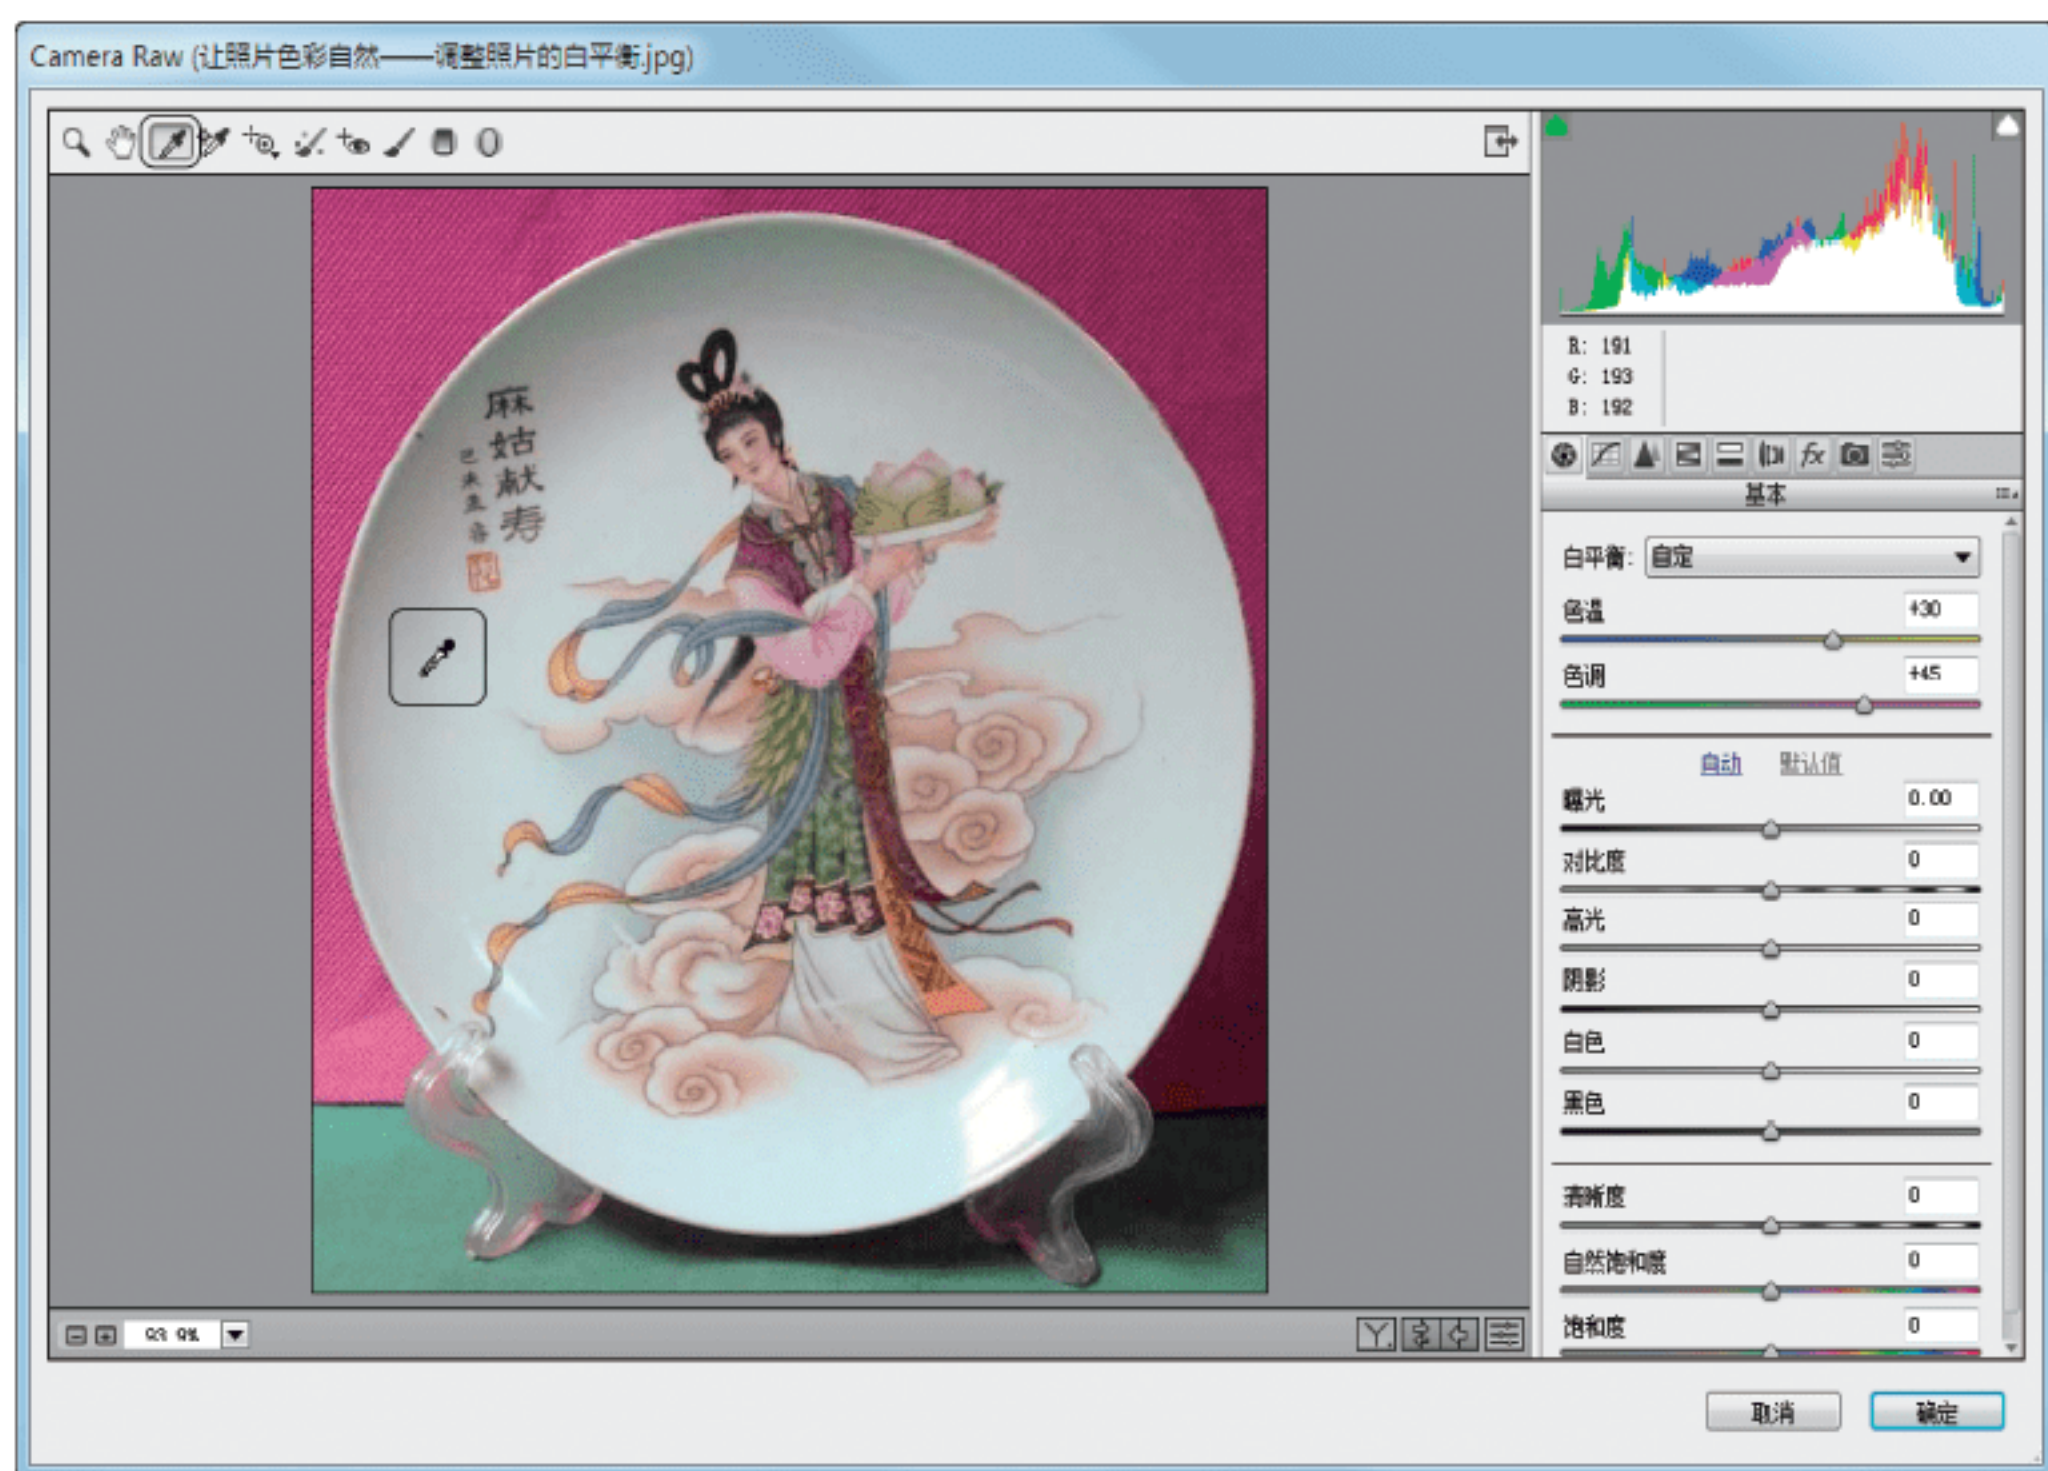 Camera Raw (让照片色彩自然——调整照片的白平衡.jpg)
R: 191
G: 193
B: 192
fx
基本
白平衡: 自定
色温 +30
色调 +45
自动 默认值
曝光 0.00
对比度 0
高光 0
阴影 0
白色 0
黑色 0
清晰度 0
自然饱和度 0
饱和度 0
麻姑献寿
93.9%
取消 确定